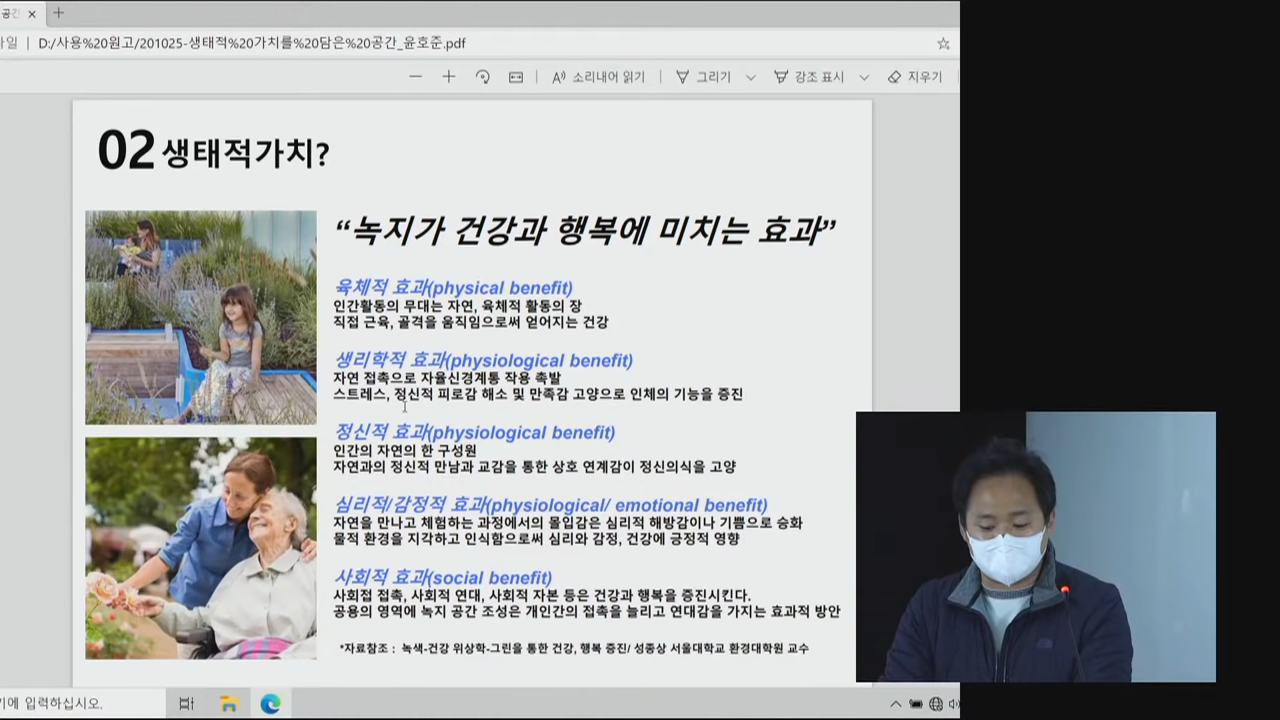 공간
D:/사용%20원고/201025-생태적%20가치를%20담은%20공간_윤호준.pdf
소리내어 읽기
그리기
강조 표시
지우기
02 생태적가치?
“녹지가 건강과 행복에 미치는 효과”
육체적 효과(physical benefit)
인간활동의 무대는 자연, 육체적 활동의 장
직접 근육, 골격을 움직임으로써 얻어지는 건강
생리학적 효과(physiological benefit)
자연 접촉으로 자율신경계통 작용 촉발
스트레스, 정신적 피로감 해소 및 만족감 고양으로 인체의 기능을 증진
정신적 효과(physiological benefit)
인간의 자연의 한 구성원
자연과의 정신적 만남과 교감을 통한 상호 연계감이 정신의식을 고양
심리적/감정적 효과(physiological/ emotional benefit)
자연을 만나고 체험하는 과정에서의 몰입감은 심리적 해방감이나 기쁨으로 승화
물적 환경을 지각하고 인식함으로써 심리와 감정, 건강에 긍정적 영향
사회적 효과(social benefit)
사회접 접촉, 사회적 연대, 사회적 자본 등은 건강과 행복을 증진시킨다.
공용의 영역에 녹지 공간 조성은 개인간의 접촉을 늘리고 연대감을 가지는 효과적 방안
*자료참조 : 녹색-건강 위상학-그린을 통한 건강, 행복 증진/ 성종상 서울대학교 환경대학원 교수
기에 입력하십시오.